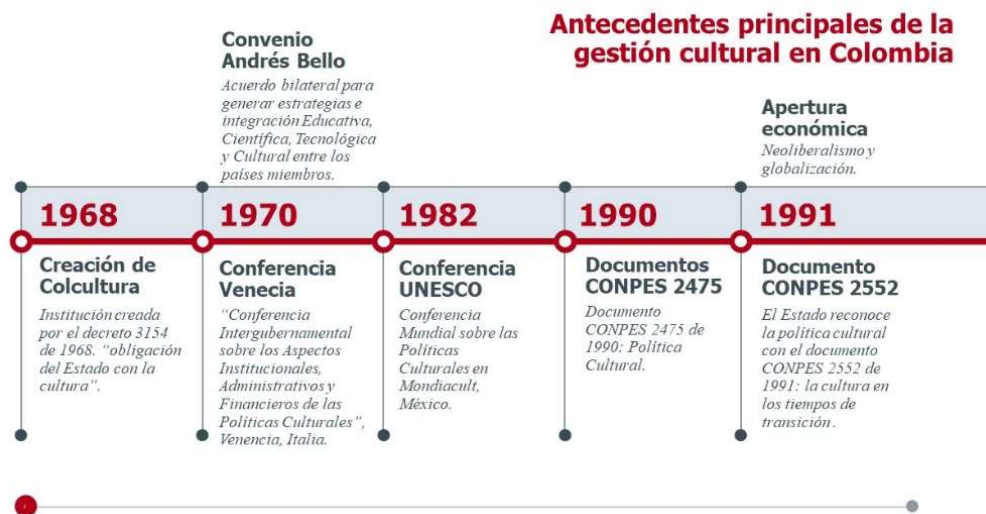 Antecedentes principales de la
gestión cultural en Colombia
Convenio
Andrés Bello
Acuerdo bilateral para
generar estrategias e
integración Educativa,
Científica, Tecnológica
y Cultural entre los
países miembros.
Apertura
económica
Neoliberalismo y
globalización.
1968
1970
1982
1990
1991
Creación de
Colcultura
Institución creada
por el decreto 3154
de 1968. “obligación
del Estado con la
cultura”.
Conferencia
Venecia
“Conferencia
Intergubernamental
sobre los Aspectos
Institucionales,
Administrativos y
Financieros de las
Políticas Culturales”,
Venencia, Italia.
Conferencia
UNESCO
Conferencia
Mundial sobre las
Políticas
Culturales en
Mondiacult,
México.
Documentos
CONPES 2475
Documento
CONPES 2475 de
1990: Política
Cultural.
Documento
CONPES 2552
El Estado reconoce
la política cultural
con el documento
CONPES 2552 de
1991: la cultura en
los tiempos de
transición.